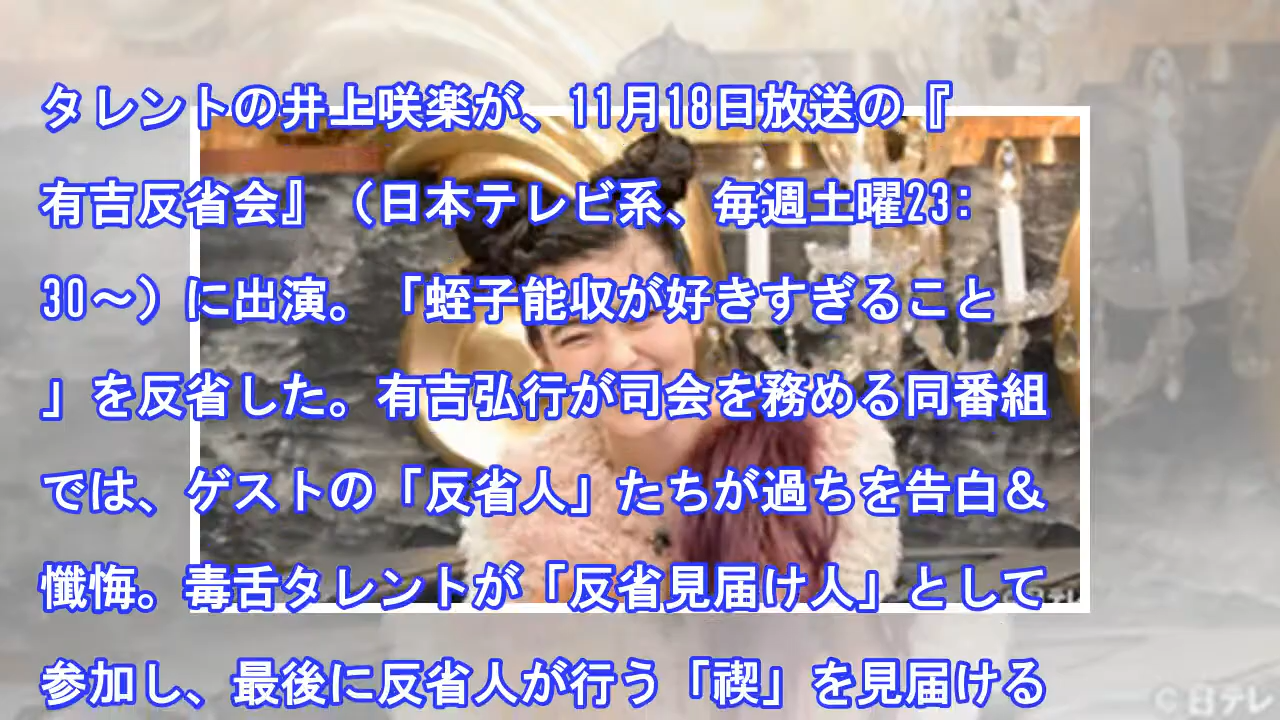 タレントの井上咲楽が、11月18日放送の『
有吉反省会』（日本テレビ系、毎週土曜23:
30～）に出演。「蛭子能収が好きすぎること
」を反省した。有吉弘行が司会を務める同番組
では、ゲストの「反省人」たちが過ちを告白＆
懺悔。毒舌タレントが「反省見届け人」として
参加し、最後に反省人が行う「禊」を見届ける
©日テレ